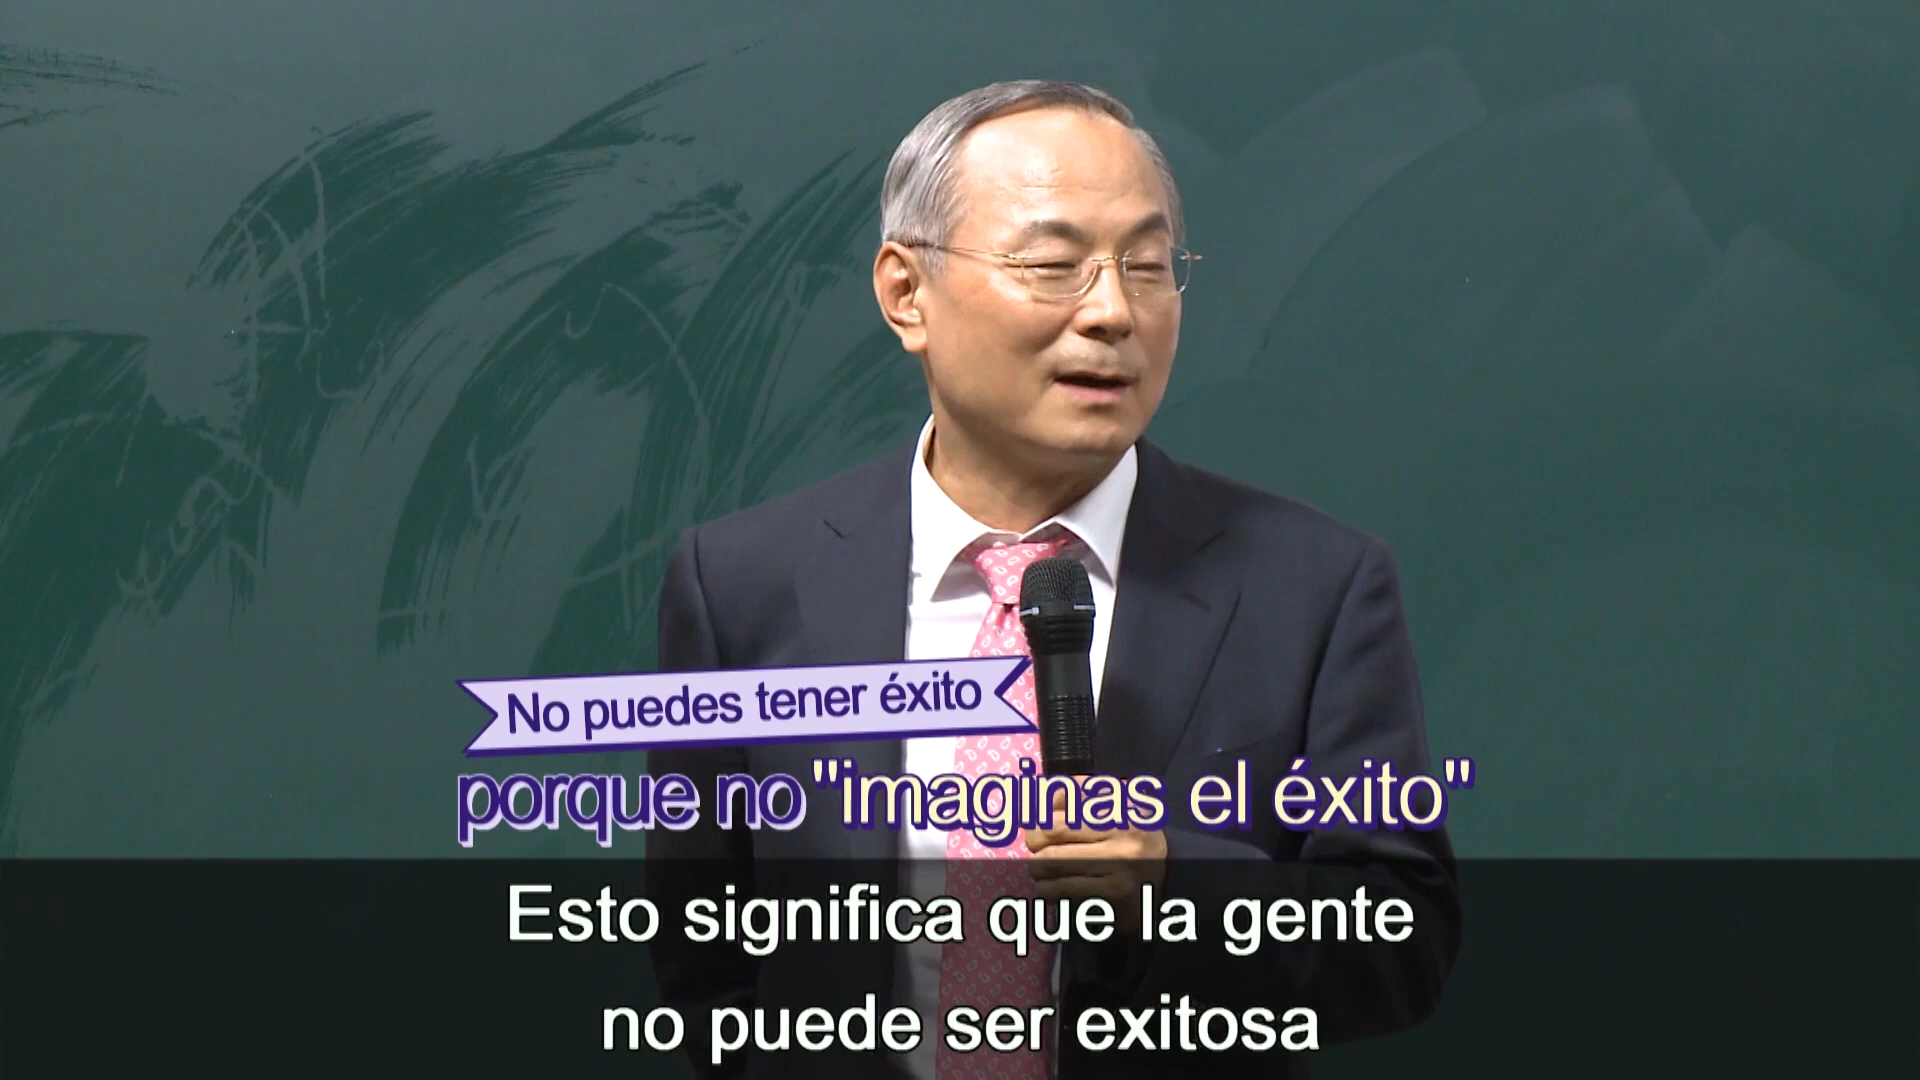 No puedes tener éxito
porque no "imaginas el éxito"
Esto significa que la gente
no puede ser exitosa